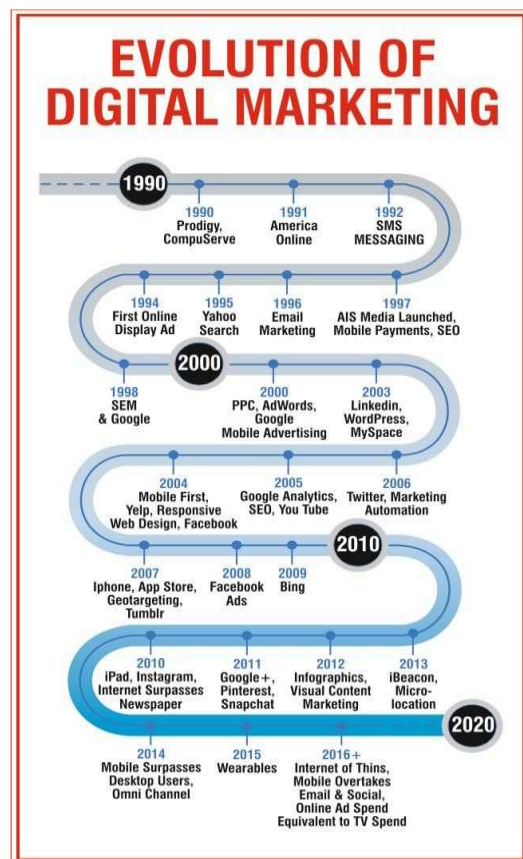 EVOLUTION OF
DIGITAL MARKETING
1990
1990
Prodigy,
CompuServe
1991
America
Online
1992
SMS
MESSAGING
1994
First Online
Display Ad
1995
Yahoo
Search
1996
Email
Marketing
1997
AIS Media Launched,
Mobile Payments, SEO
2000
1998
SEM
& Google
2000
PPC, AdWords,
Google
Mobile Advertising
2003
Linkedin,
WordPress,
MySpace
2004
Mobile First,
Yelp, Responsive
Web Design, Facebook
2005
Google Analytics,
SEO, You Tube
2006
Twitter, Marketing
Automation
2010
2007
Iphone, App Store,
Geotargeting,
Tumblr
2008
Facebook
Ads
2009
Bing
2010
iPad, Instagram,
Internet Surpasses
Newspaper
2011
Google+,
Pinterest,
Snapchat
2012
Infographics,
Visual Content
Marketing
2013
iBeacon,
Micro-
location
2020
2014
Mobile Surpasses
Desktop Users,
Omni Channel
2015
Wearables
2016+
Internet of Thins,
Mobile Overtakes
Email & Social,
Online Ad Spend
Equivalent to TV Spend